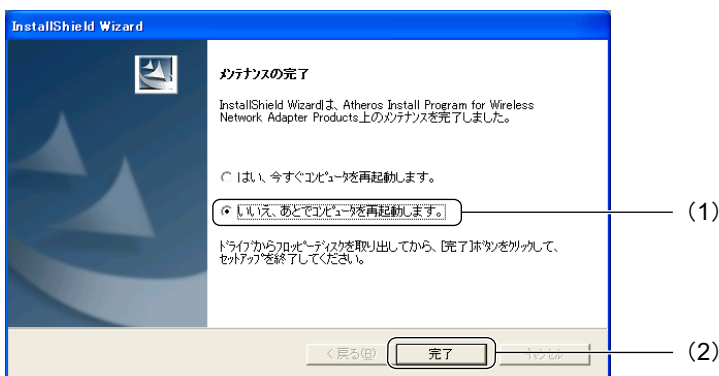 InstallShield Wizard
メンテナンスの完了
InstallShield Wizardは、Atheros Install Program for Wireless
Network Adapter Products上のメンテナンスを完了しました。
はい、今すぐコンピュータを再起動します。
いいえ、あとでコンピュータを再起動します。
(1)
ドライブからフロッピーディスクを取り出してから、[完了]ボタンをクリックして、
セットアップを終了してください。
< 戻る(B)
完了
キャンセル
(2)